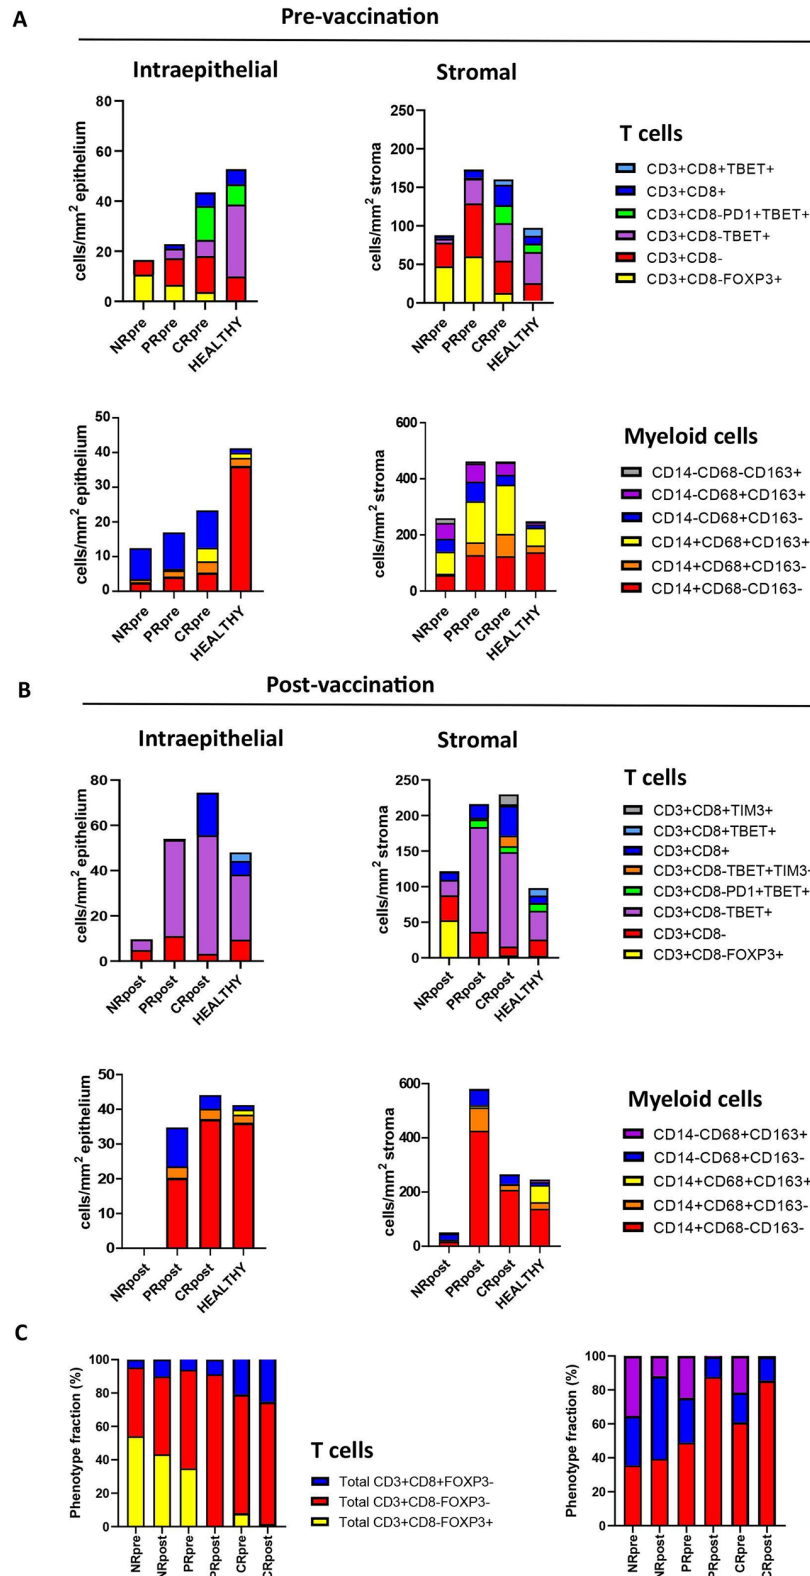 A
Pre-vaccination
Intraepithelial
Stromal
80
60
40
20
0
cells/mm² epithelium
NRpre
PRpre
CRpre
HEALTHY
250
200
150
100
50
0
cells/mm² stroma
NRpre
PRpre
CRpre
HEALTHY
T cells
CD3+CD8+TBET+
CD3+CD8+
CD3+CD8-PD1+TBET+
CD3+CD8-TBET+
CD3+CD8-
CD3+CD8-FOXP3+
50
40
30
20
10
0
cells/mm² epithelium
NRpre
PRpre
CRpre
HEALTHY
600
400
200
0
cells/mm² stroma
NRpre
PRpre
CRpre
HEALTHY
Myeloid cells
CD14-CD68-CD163+
CD14-CD68+CD163+
CD14-CD68+CD163-
CD14+CD68+CD163+
CD14+CD68+CD163-
CD14+CD68-CD163-
B
Post-vaccination
Intraepithelial
Stromal
80
60
40
20
0
cells/mm² epithelium
NRpost
PRpost
CRpost
HEALTHY
250
200
150
100
50
0
cells/mm² stroma
NRpost
PRpost
CRpost
HEALTHY
T cells
CD3+CD8+TIM3+
CD3+CD8+TBET+
CD3+CD8+
CD3+CD8-TBET+TIM3+
CD3+CD8-PD1+TBET+
CD3+CD8-TBET+
CD3+CD8-
CD3+CD8-FOXP3+
50
40
30
20
10
0
cells/mm² epithelium
NRpost
PRpost
CRpost
HEALTHY
600
400
200
0
cells/mm² stroma
NRpost
PRpost
CRpost
HEALTHY
Myeloid cells
CD14-CD68+CD163+
CD14-CD68+CD163-
CD14+CD68+CD163+
CD14+CD68+CD163-
CD14+CD68-CD163-
C
100
80
60
40
20
0
Phenotype fraction (%)
NRpre
NRpost
PRpre
PRpost
CRpre
CRpost
T cells
Total CD3+CD8+FOXP3-
Total CD3+CD8-FOXP3-
Total CD3+CD8-FOXP3+
100
80
60
40
20
0
Phenotype fraction (%)
NRpre
NRpost
PRpre
PRpost
CRpre
CRpost